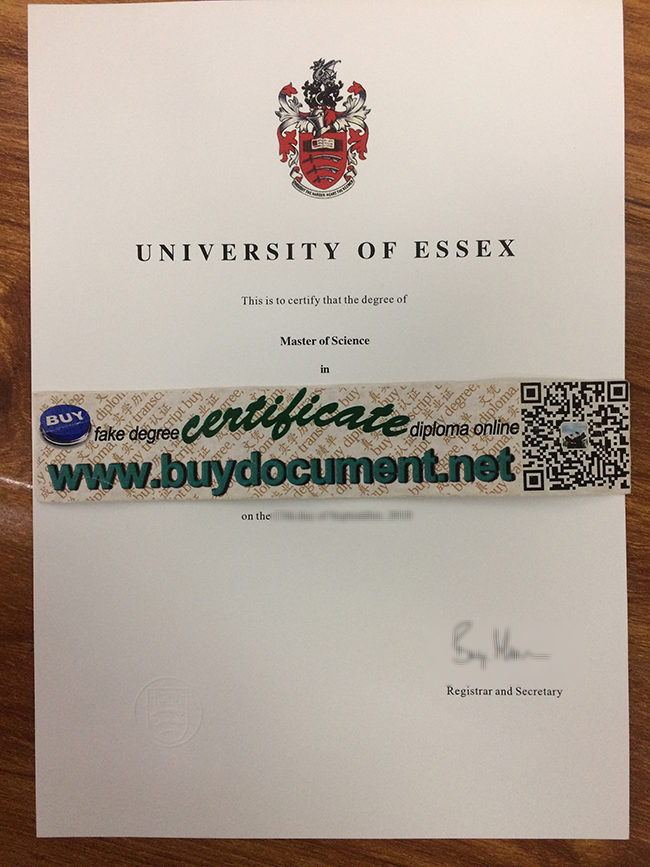 UNIVERSITY OF ESSEX
This is to certify that the degree of
Master of Science
in
BUY
fake degree certificate diploma online
www.buydocument.net
on the
Registrar and Secretary